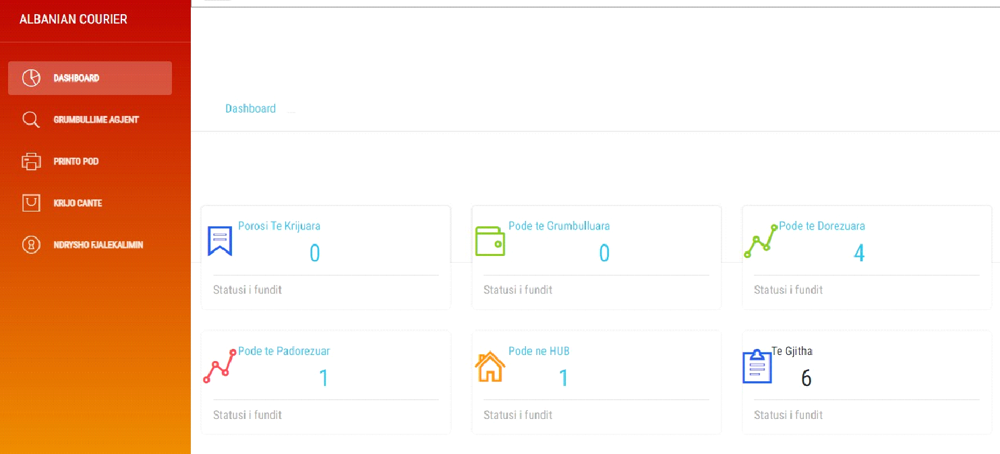 ALBANIAN COURIER
DASHBOARD
GRUMBULLIME AGJENT
PRINTO POD
KRIJO CANTE
NDRYSHO FJALEKALIMIN
Dashboard ...
Porosi Te Krijuara
0
Statusi i fundit
Pode te Grumbulluara
0
Statusi i fundit
Pode te Dorezuara
4
Statusi i fundit
Pode te Padorezuar
1
Statusi i fundit
Pode ne HUB
1
Statusi i fundit
Te Gjitha
6
Statusi i fundit